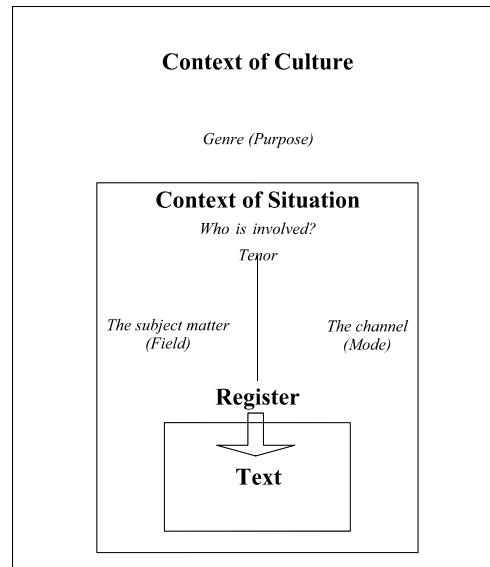 Context of Culture
Genre (Purpose)
Context of Situation
Who is involved?
Tenor
The subject matter
(Field)
The channel
(Mode)
Register
Text